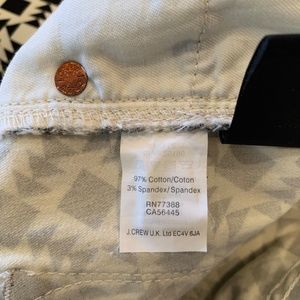 97% Cotton/Coton
3% Spandex/Spandex
RN77388
CA56445
J.CREW U.K. Ltd EC4V 6JA